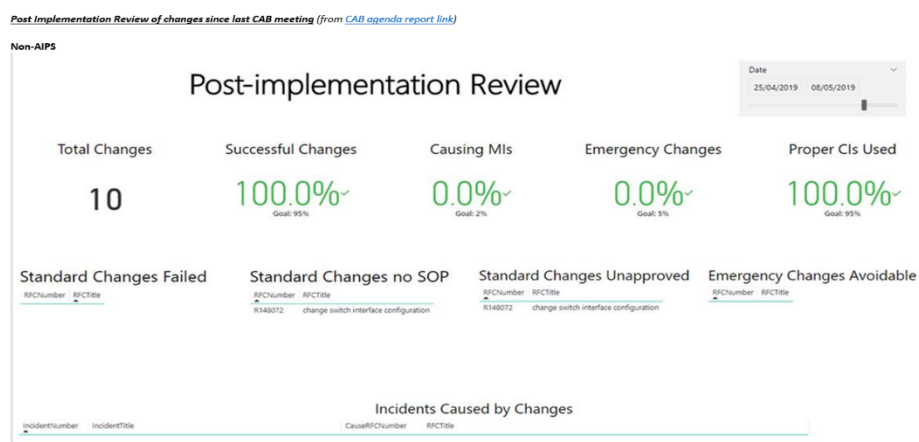 Post Implementation Review of changes since last CAB meeting (from CAB agenda report link)
Non-AIPS
Post-implementation Review
Date
25/04/2019 08/05/2019
Total Changes
10
Successful Changes
100.0%
Goal: 95%
Causing MIs
0.0%
Goal: 2%
Emergency Changes
0.0%
Goal: 5%
Proper CIs Used
100.0%
Goal: 95%
Standard Changes Failed
RFCNumber RFCTitle
Standard Changes no SOP
RFCNumber RFCTitle
R148072 change switch interface configuration
Standard Changes Unapproved
RFCNumber RFCTitle
R148072 change switch interface configuration
Emergency Changes Avoidable
RFCNumber RFCTitle
Incidents Caused by Changes
IncidentNumber IncidentTitle CauseRFCNumber RFCTitle